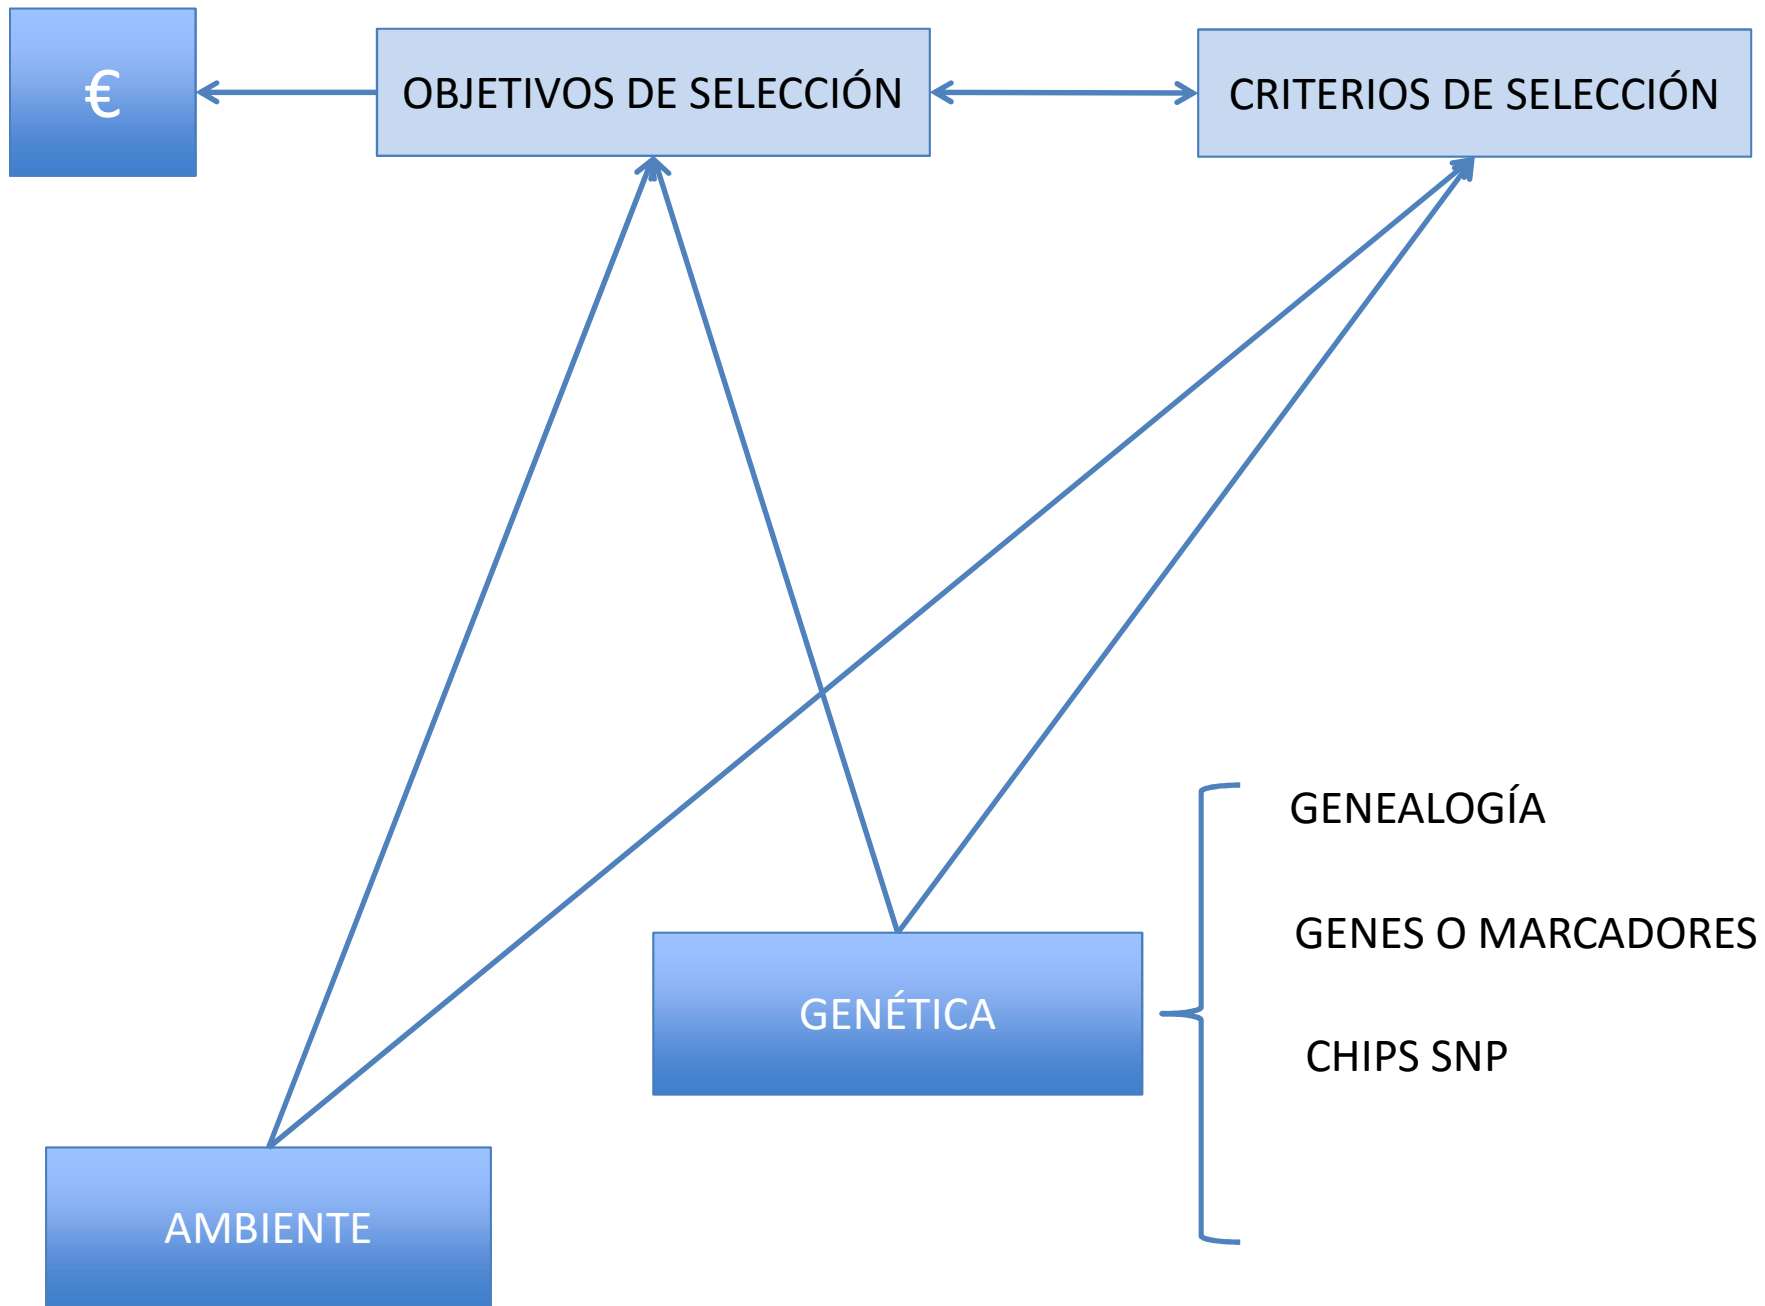 €
OBJETIVOS DE SELECCIÓN
CRITERIOS DE SELECCIÓN
GENEALOGÍA
GENES O MARCADORES
GENÉTICA
CHIPS SNP
AMBIENTE